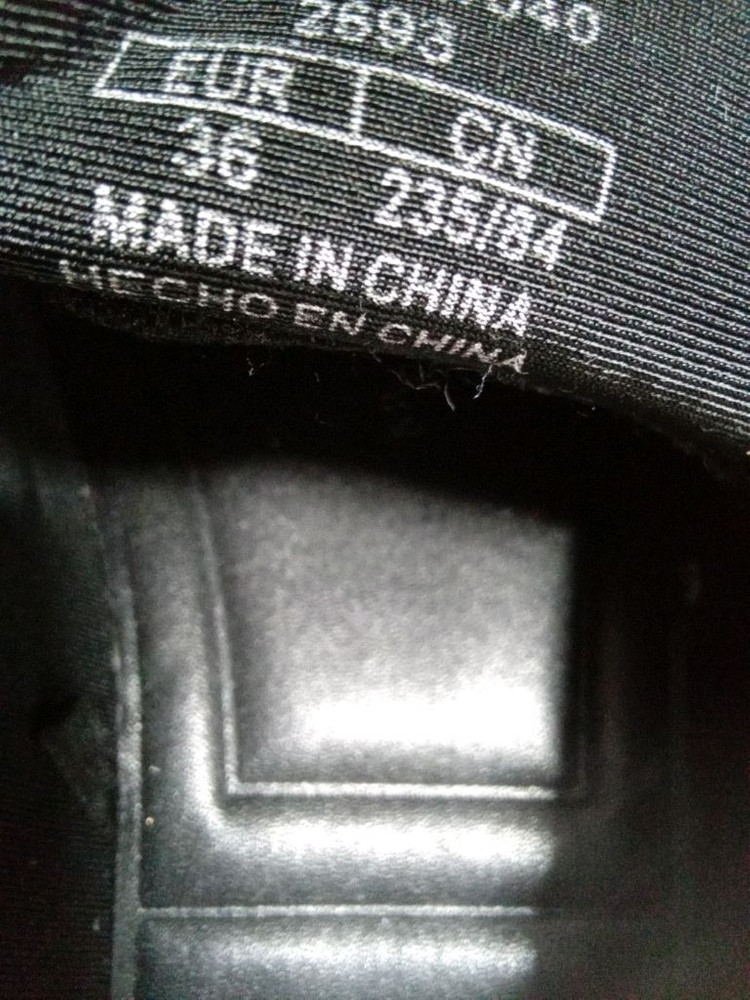 2693
EUR CN
36 235/84
MADE IN CHINA
HECHO EN CHINA